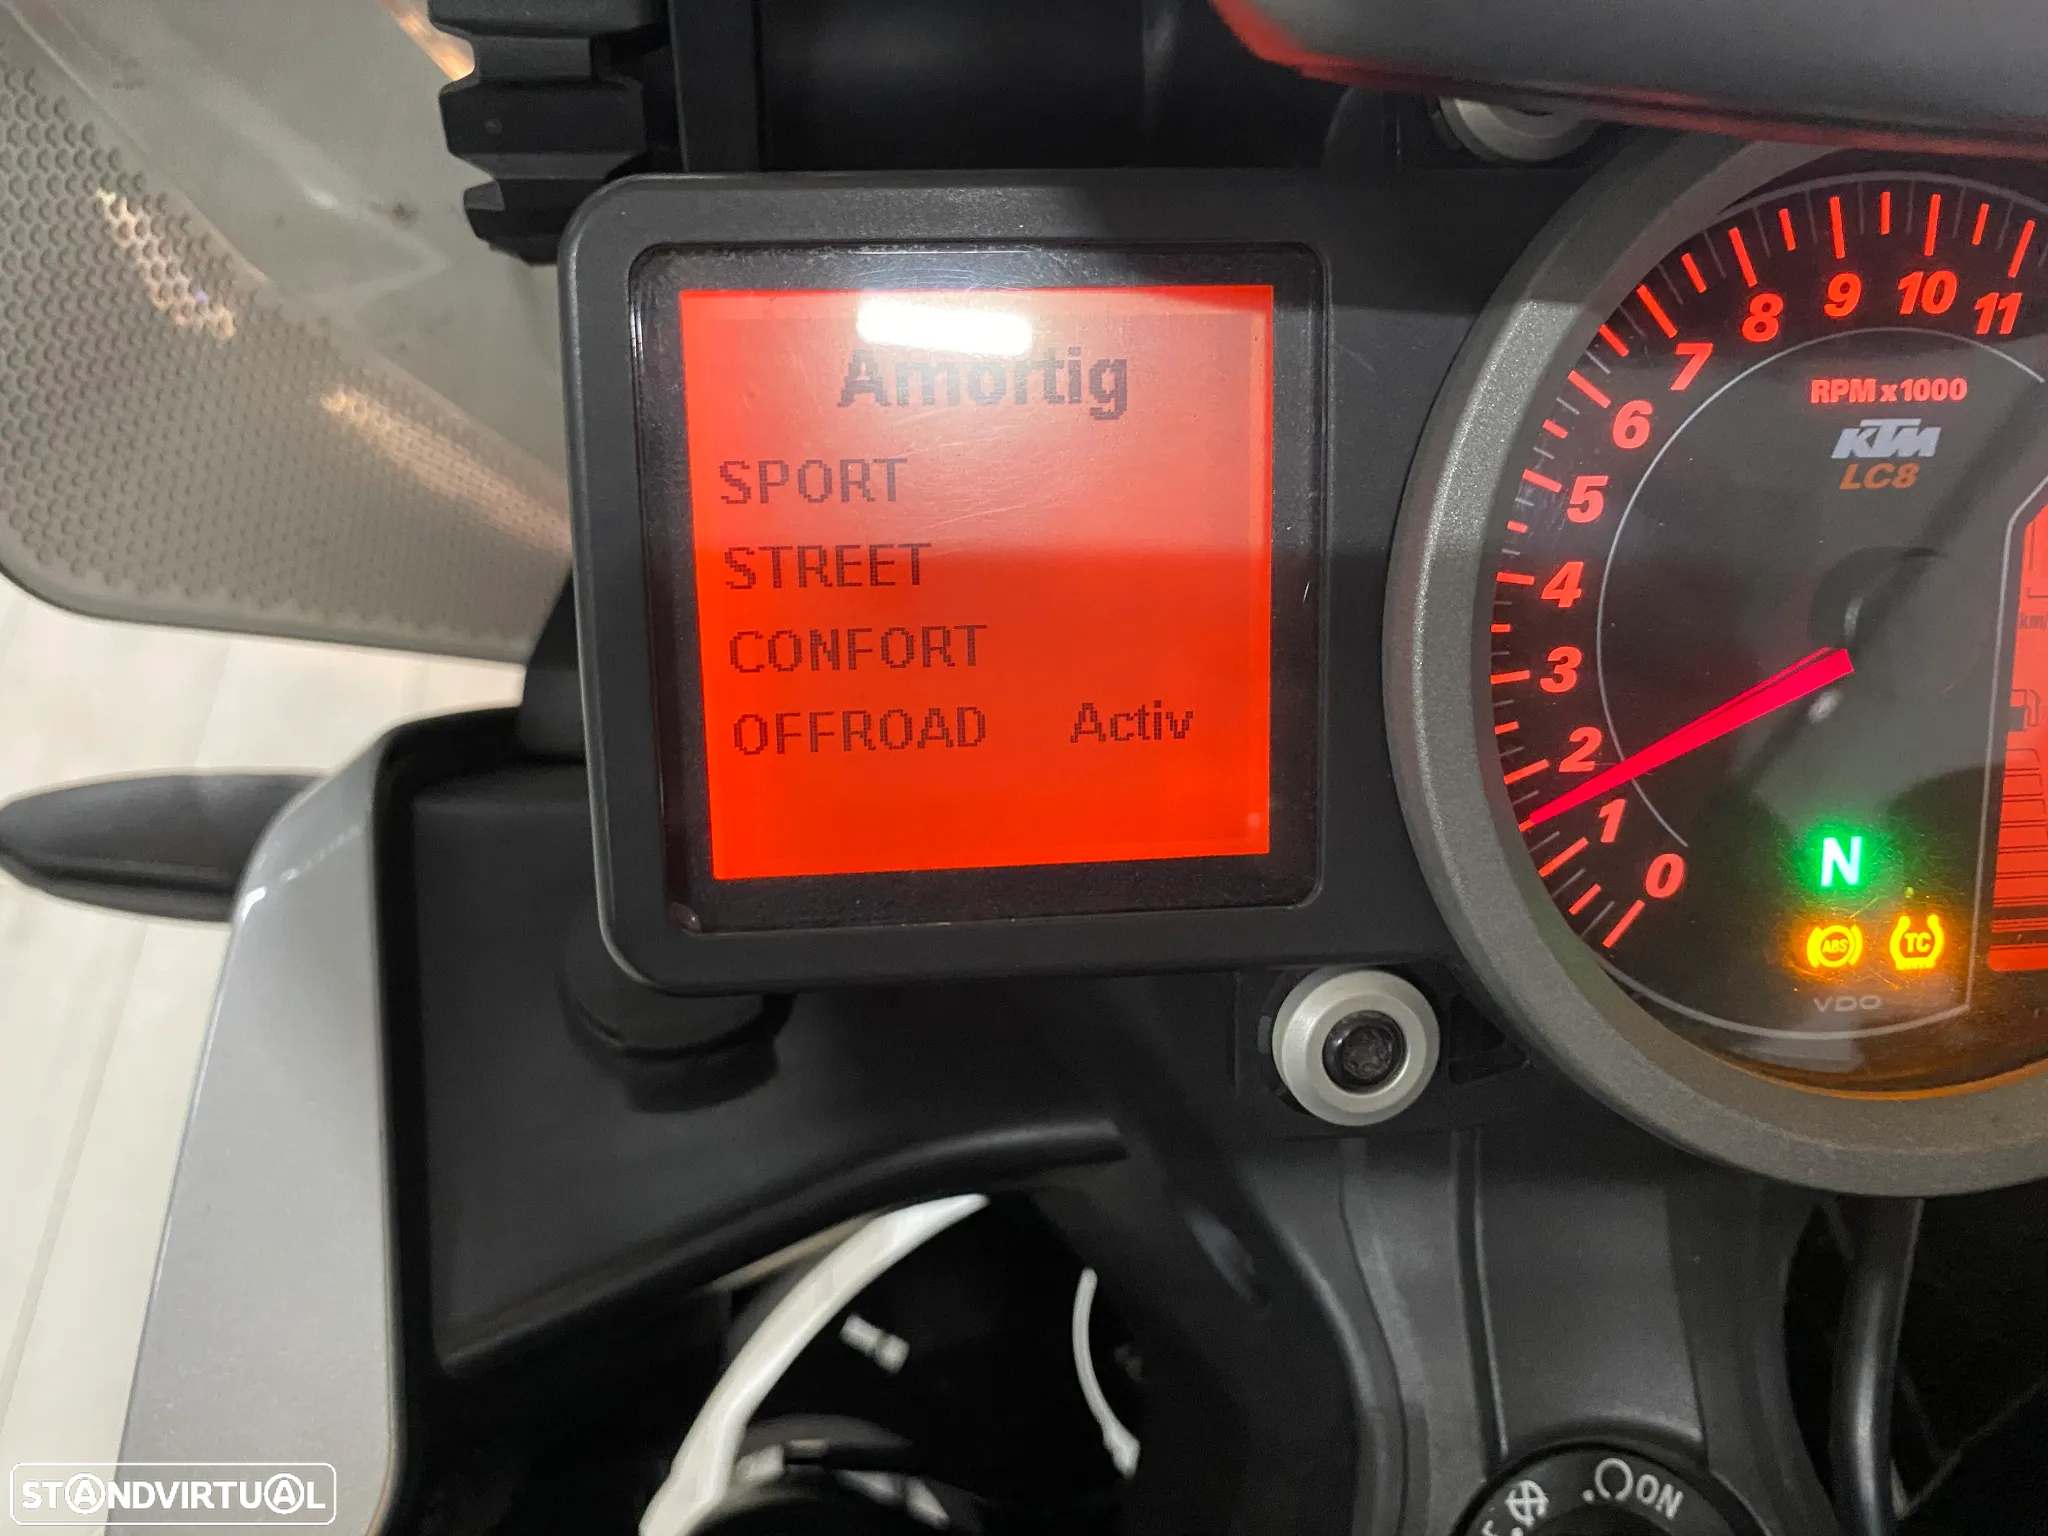 Amortig
SPORT
STREET
CONFORT
OFFROAD Activ
0
1
2
3
4
5
6
7
8
9
10
11
RPM x 1000
KTM
LC8
km/
N
ABS
TC
VDO
ON
STANDVIRTUAL